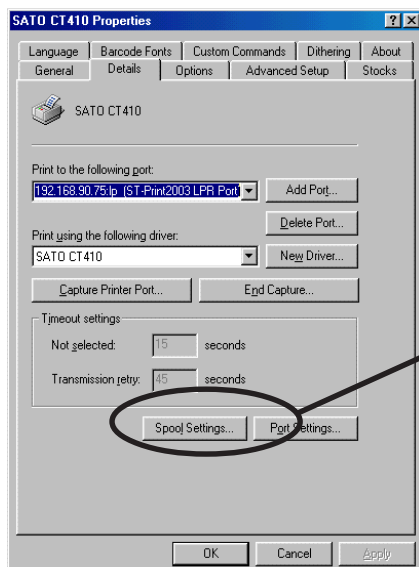 SATO CT410 Properties
Language Barcode Fonts Custom Commands Dithering About
General Details Options Advanced Setup Stocks
SATO CT410
Print to the following port:
192.168.90.75:lp (ST-Print2003 LPR Port
Add Port...
Delete Port...
Print using the following driver:
SATO CT410
New Driver...
Capture Printer Port... End Capture...
Timeout settings
Not selected: 15 seconds
Transmission retry: 45 seconds
Spool Settings... Port Settings...
OK Cancel Apply